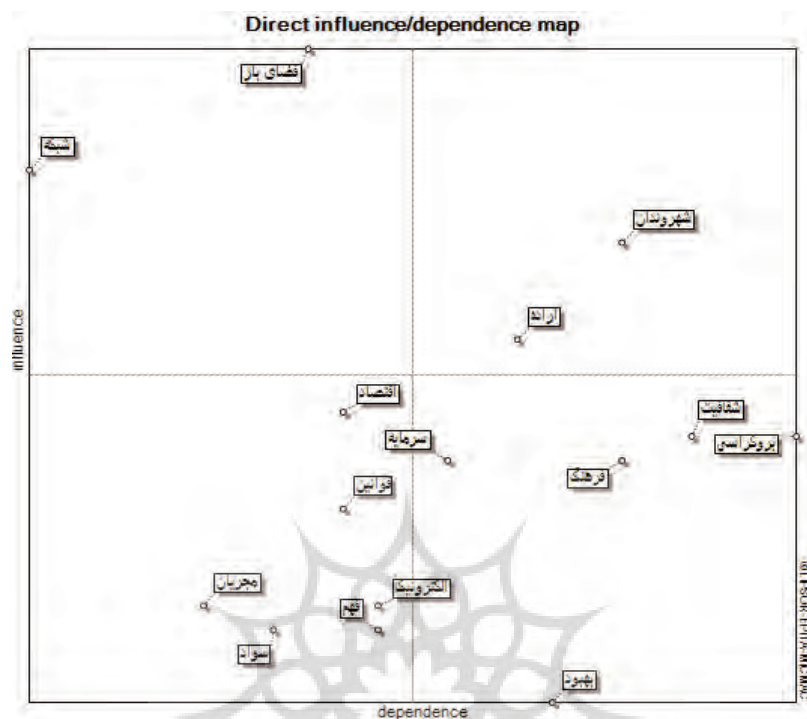 Direct influence/dependence map
فضای باز
شبکه
شهروندان
ارائه
influence
اقتصاد
شفافیت
سرمایه
بروکراسی
فرهنگ
قوانین
مجریان
الکترونیک
فهم
سواد
بهبود
dependence